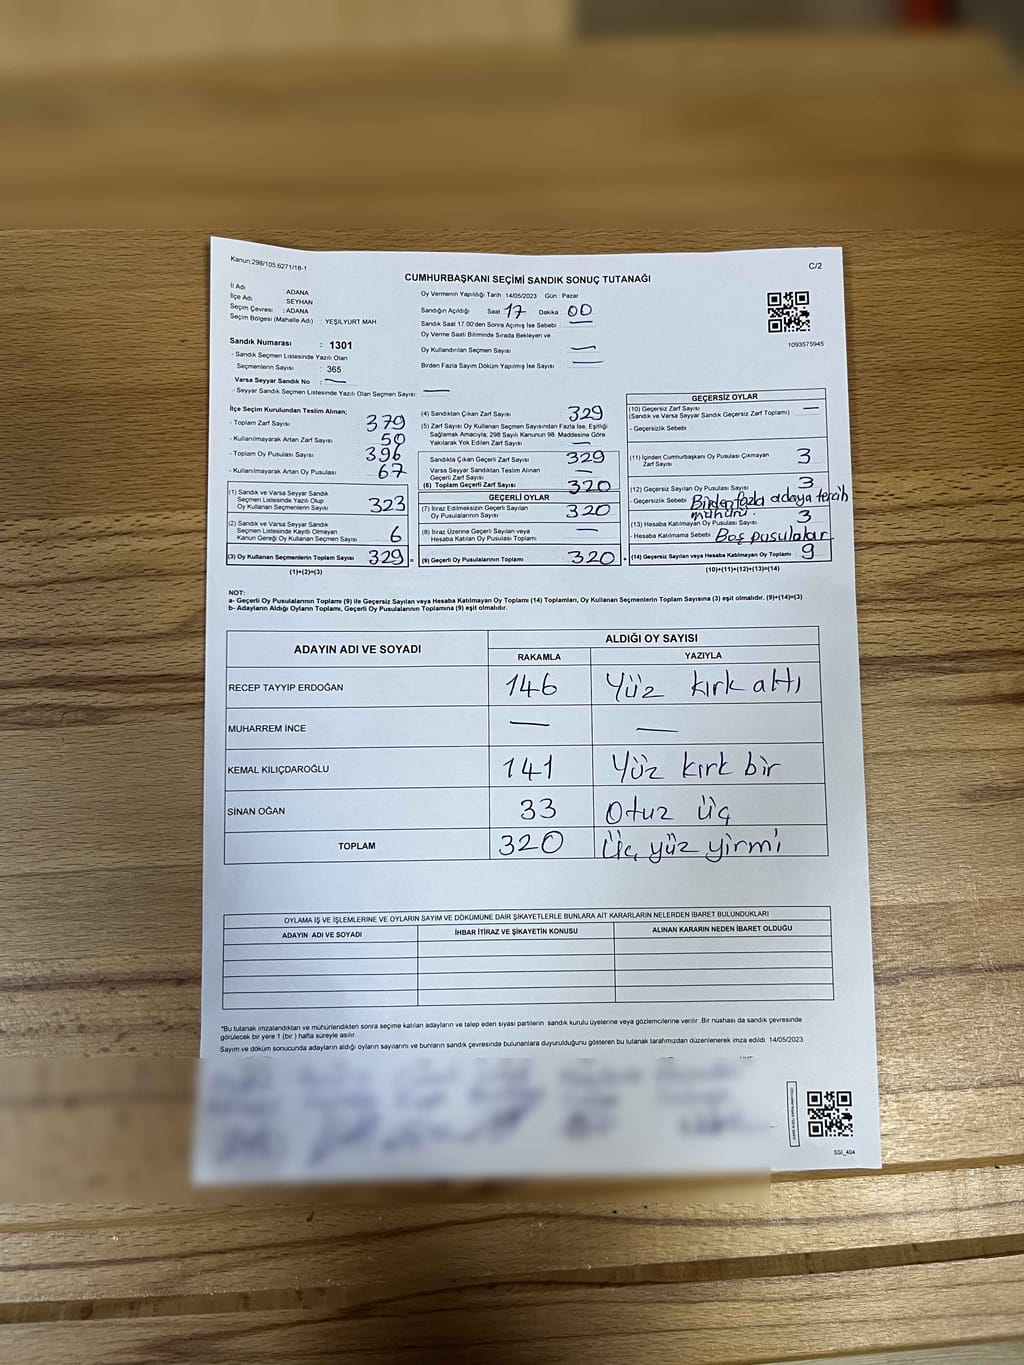 Kanun:298/105;6271/18-1
C/2
CUMHURBAŞKANI SEÇİMİ SANDIK SONUÇ TUTANAĞI
İl Adı : ADANA
İlçe Adı : SEYHAN
Seçim Çevresi : ADANA
Seçim Bölgesi (Mahalle Adı) : YEŞİLYURT MAH
Sandık Numarası : 1301
- Sandık Seçmen Listesinde Yazılı Olan
Seçmenlerin Sayısı : 365
Varsa Seyyar Sandık No : —
- Seyyar Sandık Seçmen Listesinde Yazılı Olan Seçmen Sayısı : —
Oy Vermenin Yapıldığı Tarih : 14/05/2023 Gün : Pazar
Sandığın Açıldığı Saat 17 Dakika 00
Sandık Saat 17.00'den Sonra Açılmış İse Sebebi : —
Oy Verme Saati Bitiminde Sırada Bekleyen ve
Oy Kullandırılan Seçmen Sayısı —
Birden Fazla Sayım Döküm Yapılmış İse Sayısı : —
1093575945
İlçe Seçim Kurulundan Teslim Alınan;
- Toplam Zarf Sayısı 379
- Kullanılmayarak Artan Zarf Sayısı 50
- Toplam Oy Pusulası Sayısı 396
- Kullanılmayarak Artan Oy Pusulası 67
(1) Sandık ve Varsa Seyyar Sandık
Seçmen Listesinde Yazılı Olup
Oy Kullanan Seçmenlerin Sayısı 323
(2) Sandık ve Varsa Seyyar Sandık
Seçmen Listesinde Kayıtlı Olmayan
Kanun Gereği Oy Kullanan Seçmen Sayısı 6
(3) Oy Kullanan Seçmenlerin Toplam Sayısı 329 =
(1)+(2)=(3)
(4) Sandıktan Çıkan Zarf Sayısı 329
(5) Zarf Sayısı Oy Kullanan Seçmen Sayısından Fazla İse, Eşitliği
Sağlamak Amacıyla; 298 Sayılı Kanunun 98. Maddesine Göre
Yakılarak Yok Edilen Zarf Sayısı —
Sandıkta Çıkan Geçerli Zarf Sayısı 329
Varsa Seyyar Sandıktan Teslim Alınan
Geçerli Zarf Sayısı —
(6) Toplam Geçerli Zarf Sayısı 320
GEÇERLİ OYLAR
(7) İtiraz Edilmeksizin Geçerli Sayılan
Oy Pusulalarının Sayısı 320
(8) İtiraz Üzerine Geçerli Sayılan veya
Hesaba Katılan Oy Pusulası Toplamı —
(9) Geçerli Oy Pusulalarının Toplamı 320 +
GEÇERSİZ OYLAR
(10) Geçersiz Zarf Sayısı —
(Sandık ve Varsa Seyyar Sandık Geçersiz Zarf Toplamı)
- Geçersizlik Sebebi :
(11) İçinden Cumhurbaşkanı Oy Pusulası Çıkmayan
Zarf Sayısı 3
(12) Geçersiz Sayılan Oy Pusulası Sayısı 3
- Geçersizlik Sebebi : Birden fazla adaya tercih
mührü.
(13) Hesaba Katılmayan Oy Pusulası Sayısı 3
- Hesaba Katılmama Sebebi : Boş pusulalar
(14) Geçersiz Sayılan veya Hesaba Katılmayan Oy Toplamı 9
(10)+(11)+(12)+(13)=(14)
NOT:
a- Geçerli Oy Pusulalarının Toplamı (9) ile Geçersiz Sayılan veya Hesaba Katılmayan Oy Toplamı (14) Toplamları, Oy Kullanan Seçmenlerin Toplam Sayısına (3) eşit olmalıdır. (9)+(14)=(3)
b- Adayların Aldığı Oyların Toplamı, Geçerli Oy Pusulalarının Toplamına (9) eşit olmalıdır.
ADAYIN ADI VE SOYADI
ALDIĞI OY SAYISI
RAKAMLA YAZIYLA
RECEP TAYYİP ERDOĞAN 146 Yüz kırk altı
MUHARREM İNCE — —
KEMAL KILIÇDAROĞLU 141 Yüz kırk bir
SİNAN OĞAN 33 Otuz üç
TOPLAM 320 Üç yüz yirmi
OYLAMA İŞ VE İŞLEMLERİNE VE OYLARIN SAYIM VE DÖKÜMÜNE DAİR ŞİKAYETLERLE BUNLARA AİT KARARLARIN NELERDEN İBARET BULUNDUKLARI
ADAYIN ADI VE SOYADI İHBAR İTİRAZ VE ŞİKAYETİN KONUSU ALINAN KARARIN NEDEN İBARET OLDUĞU
*Bu tutanak imzalandıktan ve mühürlendikten sonra seçime katılan adayların ve talep eden siyasi partilerin sandık kurulu üyelerine veya gözlemcilerine verilir .Bir nüshası da sandık çevresinde
görülecek bir yere 1 (bir ) hafta süreyle asılır.
Sayım ve döküm sonucunda adayların aldığı oyların sayılarını ve bunların sandık çevresinde bulunanlara duyurulduğunu gösteren bu tutanak tarafımızdan düzenlenerek imza edildi. 14/05/2023
SSI_404